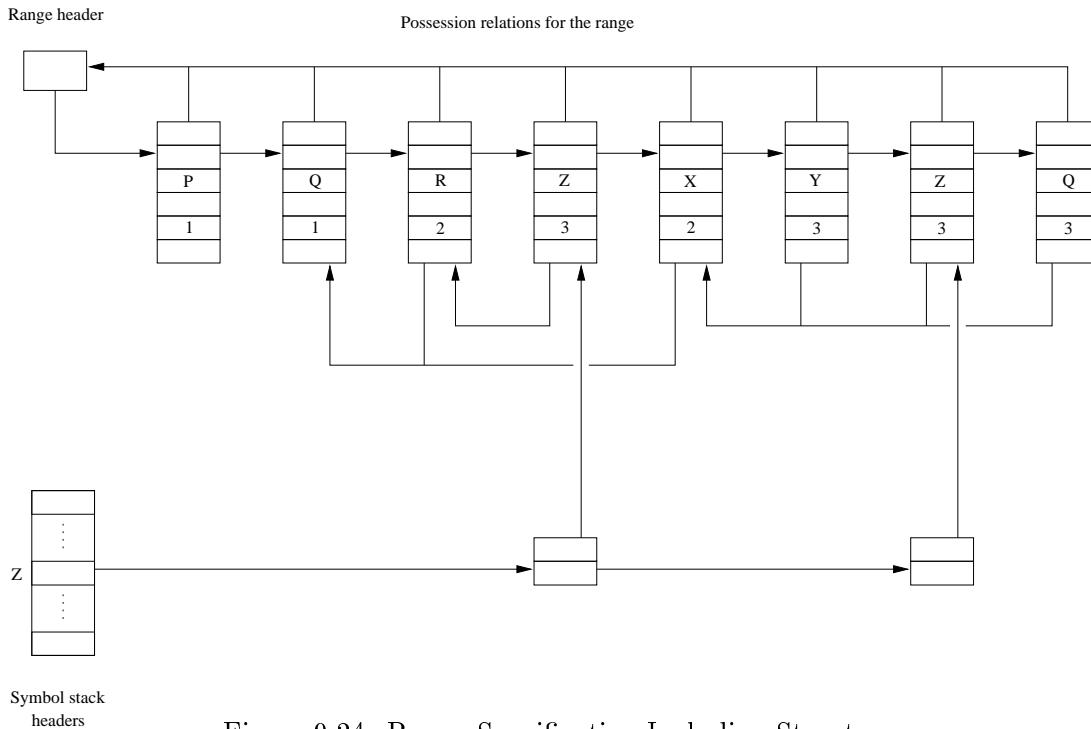 Range header
Possession relations for the range
P Q R Z X Y Z Q
1 1 2 3 2 3 3 3
Z
Symbol stack
headers